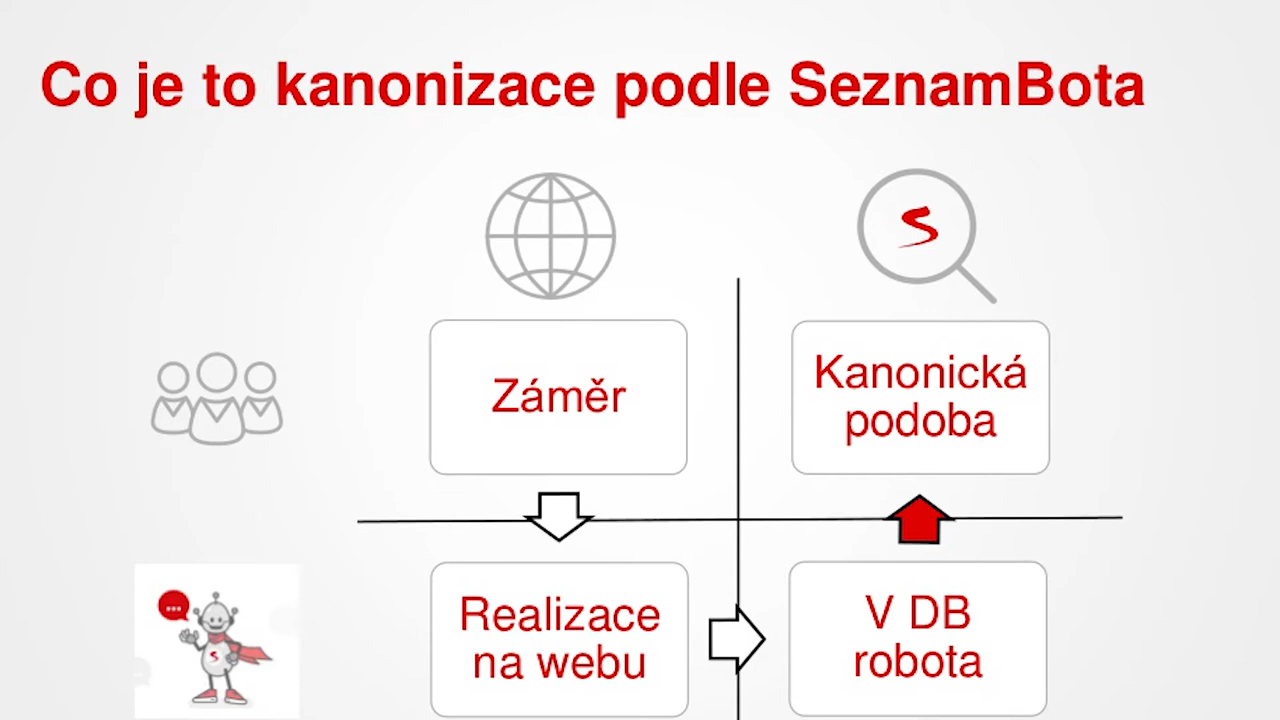 Co je to kanonizace podle SeznamBota
Záměr
Kanonická
podoba
Realizace
na webu
V DB
robota